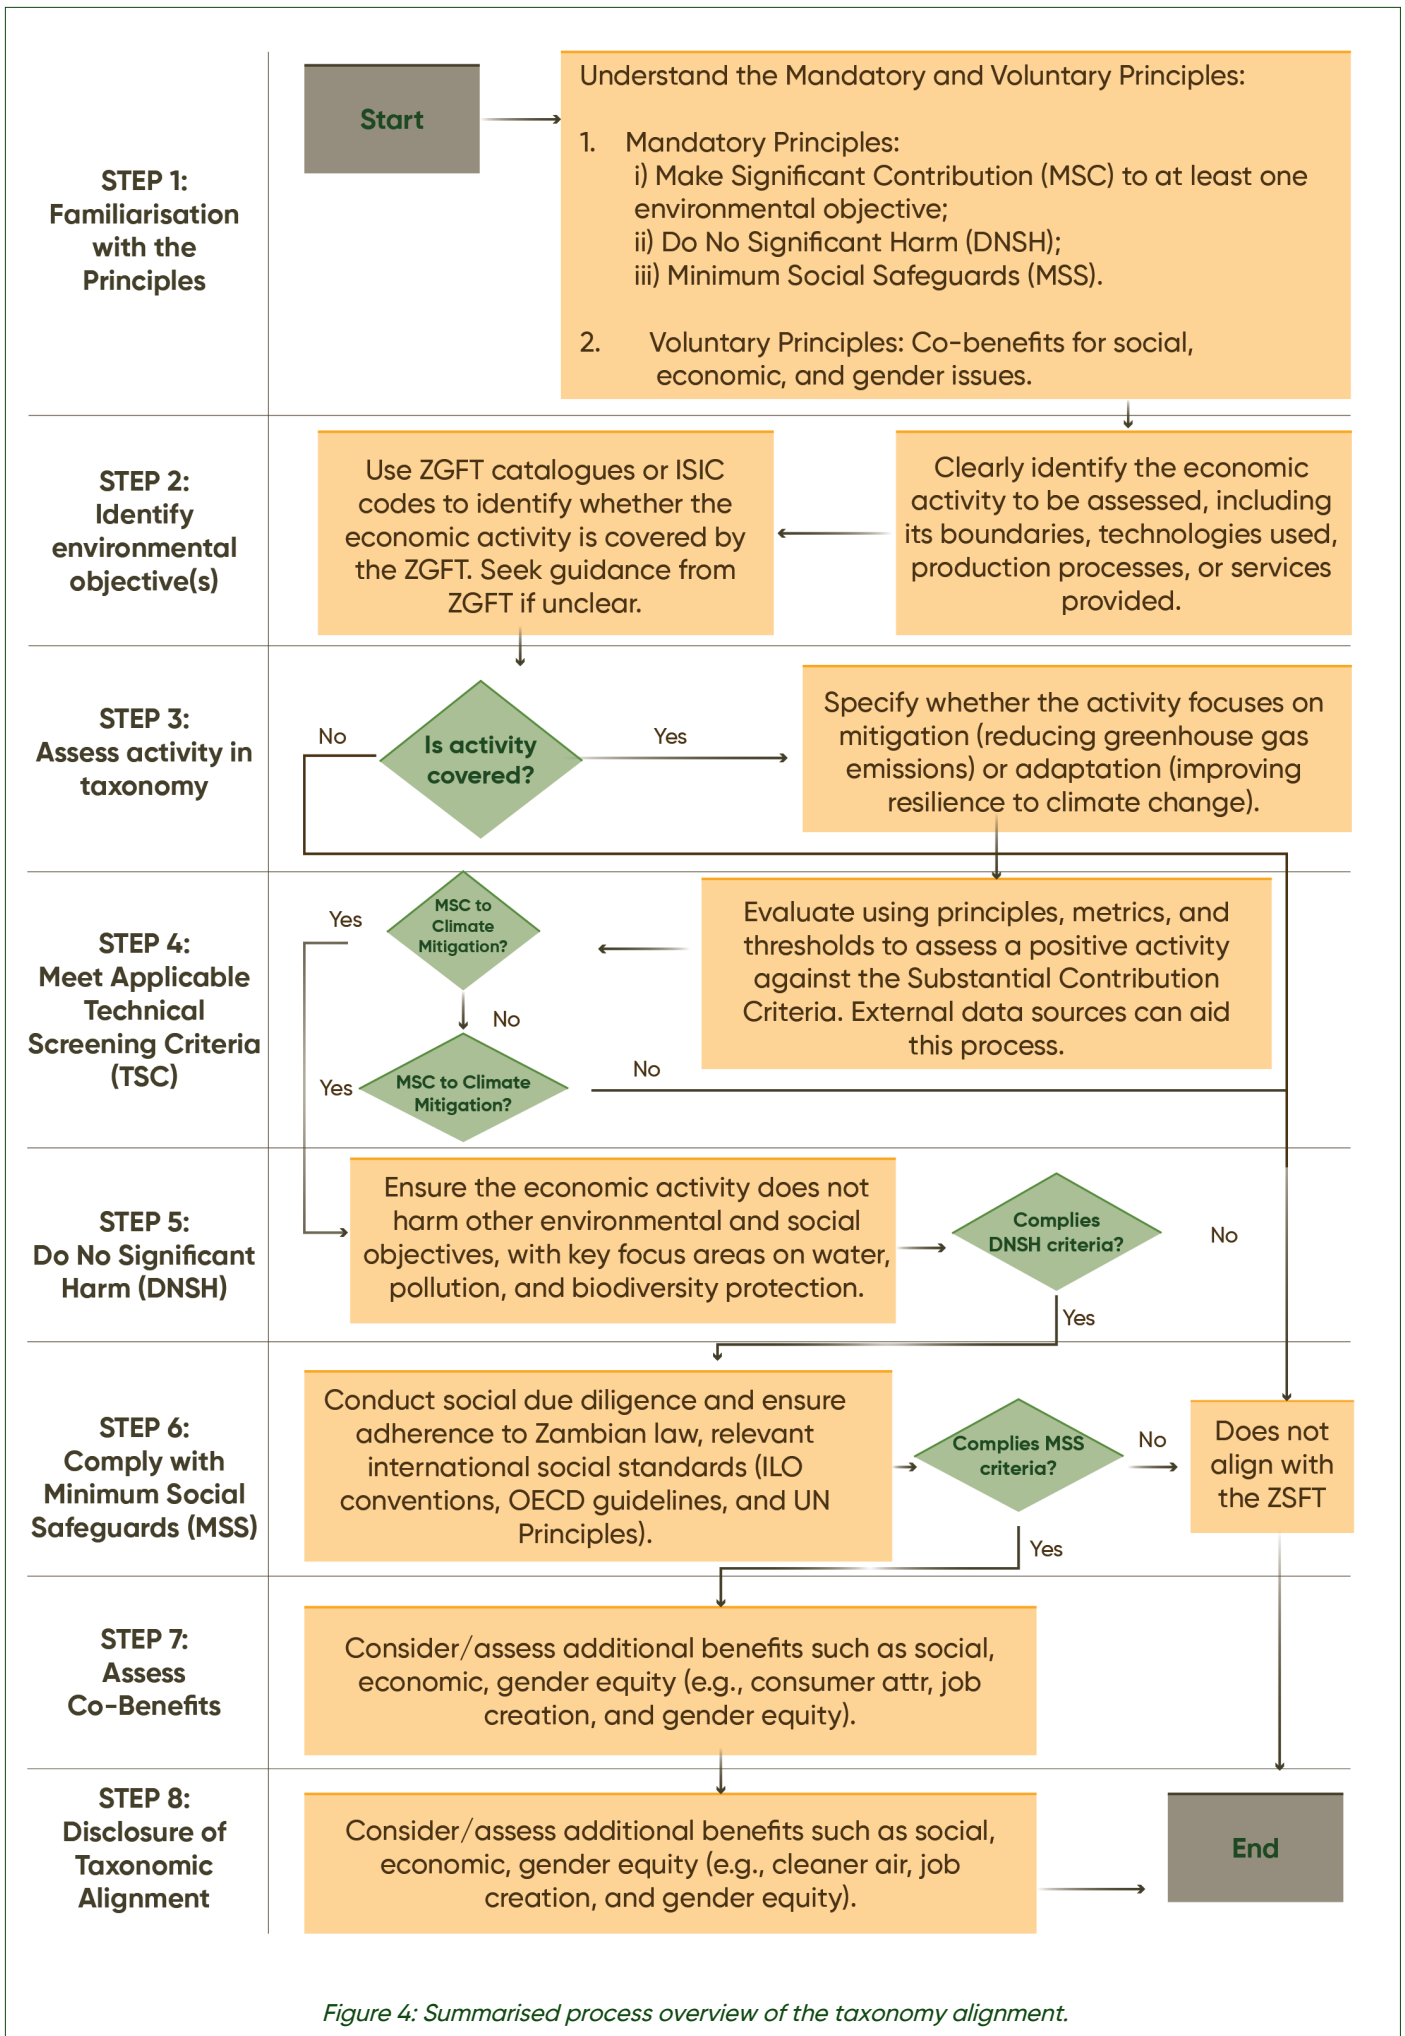 STEP 1:
Familiarisation
with the
Principles
Start
Understand the Mandatory and Voluntary Principles:
1. Mandatory Principles:
i) Make Significant Contribution (MSC) to at least one
environmental objective;
ii) Do No Significant Harm (DNSH);
iii) Minimum Social Safeguards (MSS).
2. Voluntary Principles: Co-benefits for social,
economic, and gender issues.
STEP 2:
Identify
environmental
objective(s)
Use ZGFT catalogues or ISIC
codes to identify whether the
economic activity is covered by
the ZGFT. Seek guidance from
ZGFT if unclear.
Clearly identify the economic
activity to be assessed, including
its boundaries, technologies used,
production processes, or services
provided.
STEP 3:
Assess activity in
taxonomy
No
Is activity
covered?
Yes
Specify whether the activity focuses on
mitigation (reducing greenhouse gas
emissions) or adaptation (improving
resilience to climate change).
STEP 4:
Meet Applicable
Technical
Screening Criteria
(TSC)
Yes
MSC to
Climate
Mitigation?
No
Yes
MSC to Climate
Mitigation?
No
Evaluate using principles, metrics, and
thresholds to assess a positive activity
against the Substantial Contribution
Criteria. External data sources can aid
this process.
STEP 5:
Do No Significant
Harm (DNSH)
Ensure the economic activity does not
harm other environmental and social
objectives, with key focus areas on water,
pollution, and biodiversity protection.
Complies
DNSH criteria?
No
Yes
STEP 6:
Comply with
Minimum Social
Safeguards (MSS)
Conduct social due diligence and ensure
adherence to Zambian law, relevant
international social standards (ILO
conventions, OECD guidelines, and UN
Principles).
Complies MSS
criteria?
No
Yes
Does not
align with
the ZSFT
STEP 7:
Assess
Co-Benefits
Consider/assess additional benefits such as social,
economic, gender equity (e.g., consumer attr, job
creation, and gender equity).
STEP 8:
Disclosure of
Taxonomic
Alignment
Consider/assess additional benefits such as social,
economic, gender equity (e.g., cleaner air, job
creation, and gender equity).
End
Figure 4: Summarised process overview of the taxonomy alignment.